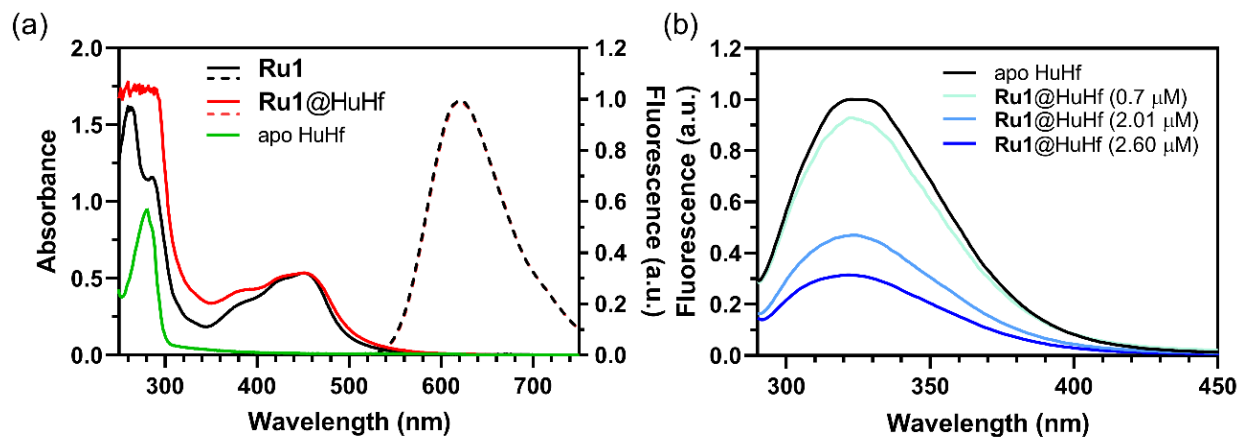 (a)
2.0
1.5
1.0
0.5
0.0
Absorbance
Ru1
Ru1@HuHf
apo HuHf
1.2
1.0
0.8
0.6
0.4
0.2
0.0
Fluorescence (a.u.)
300 400 500 600 700
Wavelength (nm)
(b)
1.2
1.0
0.8
0.6
0.4
0.2
0.0
Fluorescence (a.u.)
apo HuHf
Ru1@HuHf (0.7 µM)
Ru1@HuHf (2.01 µM)
Ru1@HuHf (2.60 µM)
300 350 400 450
Wavelength (nm)